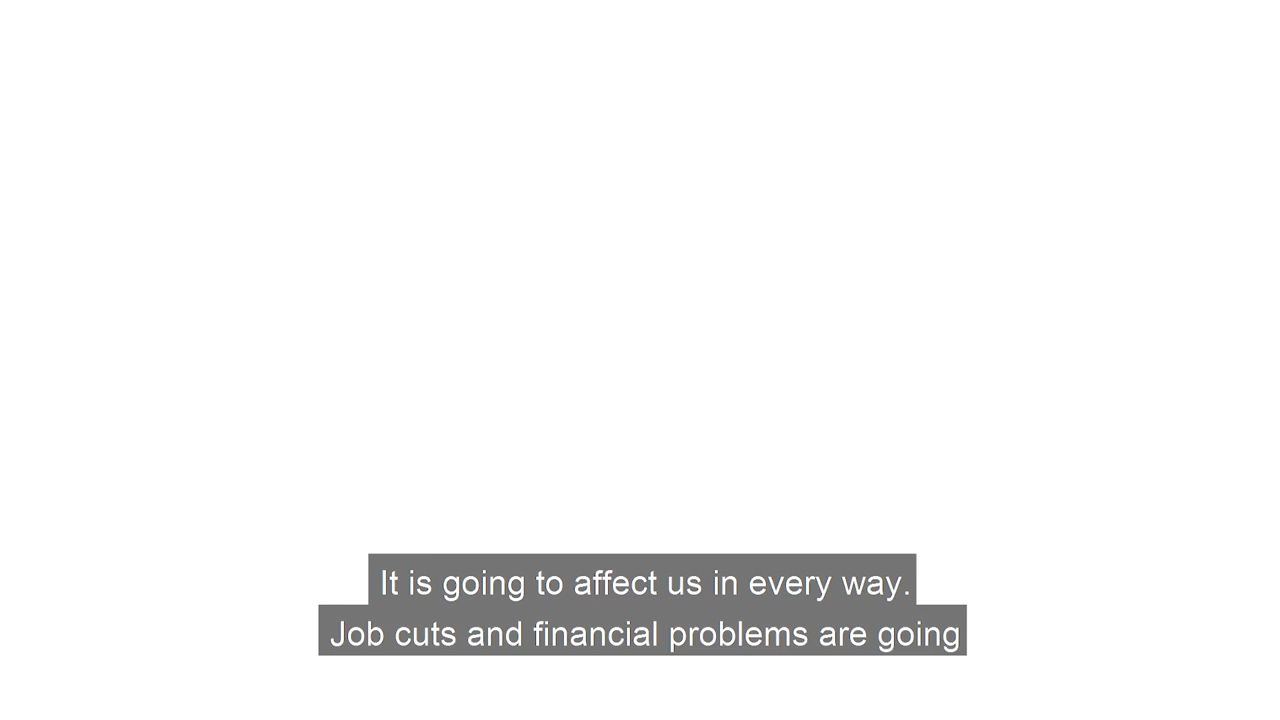 It is going to affect us in every way.
Job cuts and financial problems are going